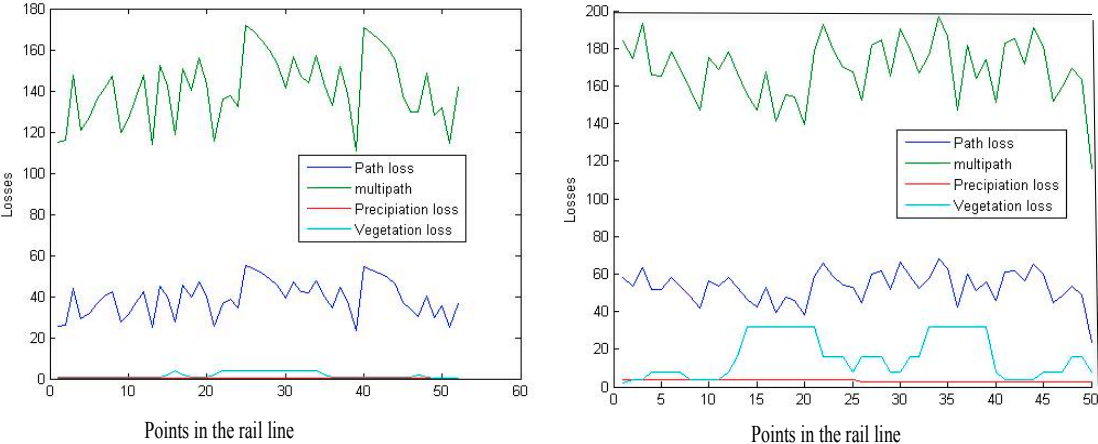 180
160
140
120
100
80
60
40
20
0
Losses
0 10 20 30 40 50 60
Path loss
multipath
Precipiation loss
Vegetation loss
Points in the rail line
200
180
160
140
120
100
80
60
40
20
0
Losses
0 5 10 15 20 25 30 35 40 45 50
Path loss
multipath
Precipiation loss
Vegetation loss
Points in the rail line